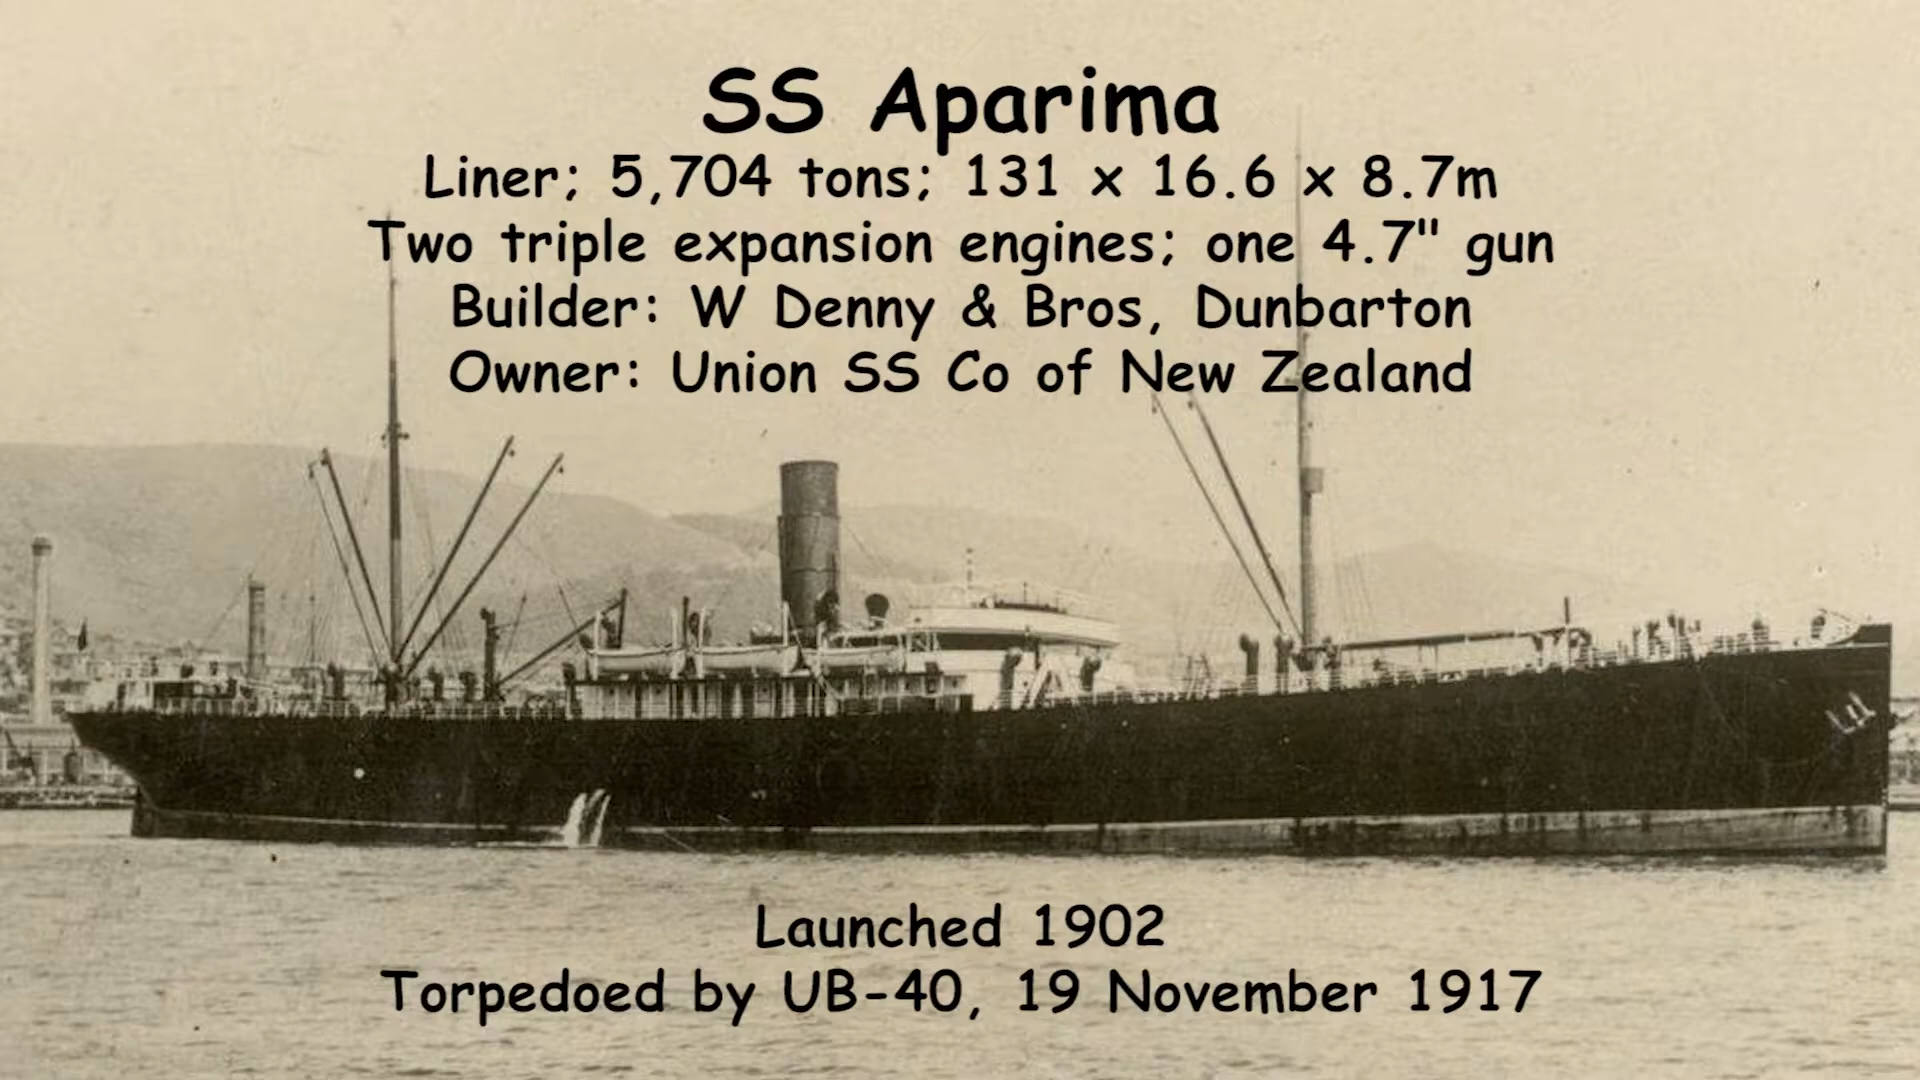 SS Aparima
Liner; 5,704 tons; 131 x 16.6 x 8.7m
Two triple expansion engines; one 4.7" gun
Builder: W Denny & Bros, Dunbarton
Owner: Union SS Co of New Zealand
Launched 1902
Torpedoed by UB-40, 19 November 1917